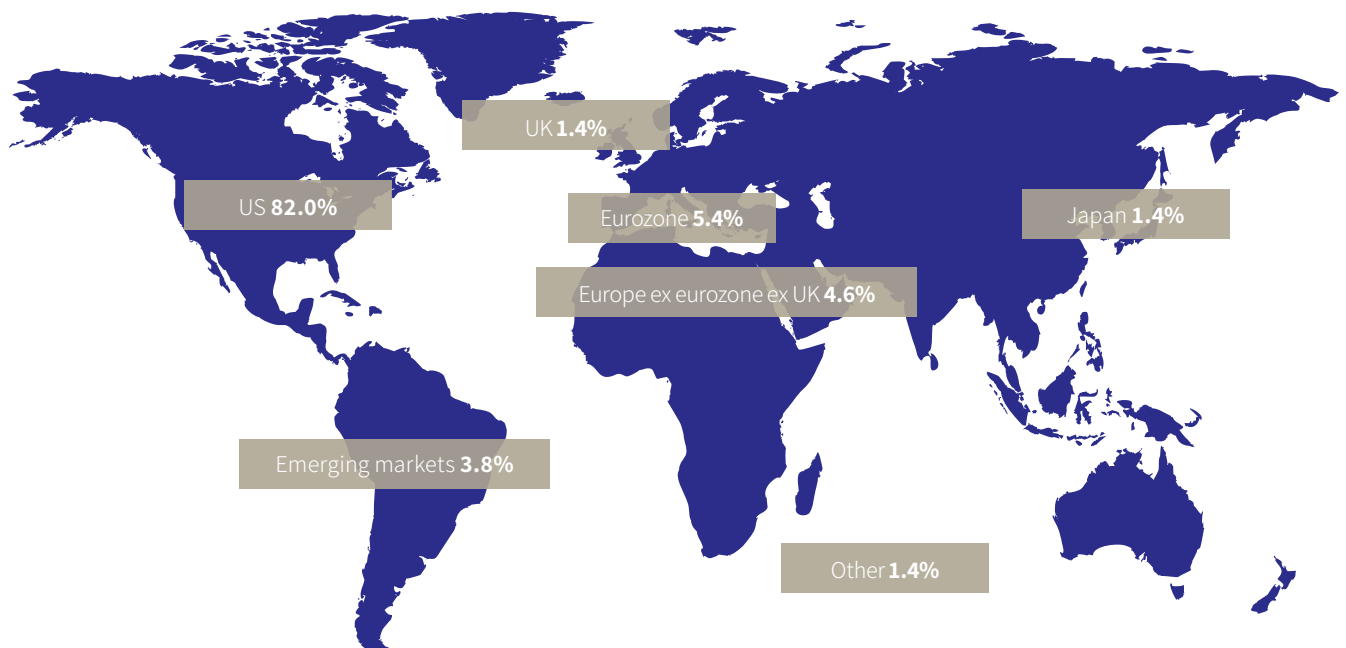 UK 1.4%
US 82.0%
Eurozone 5.4%
Japan 1.4%
Europe ex eurozone ex UK 4.6%
Emerging markets 3.8%
Other 1.4%